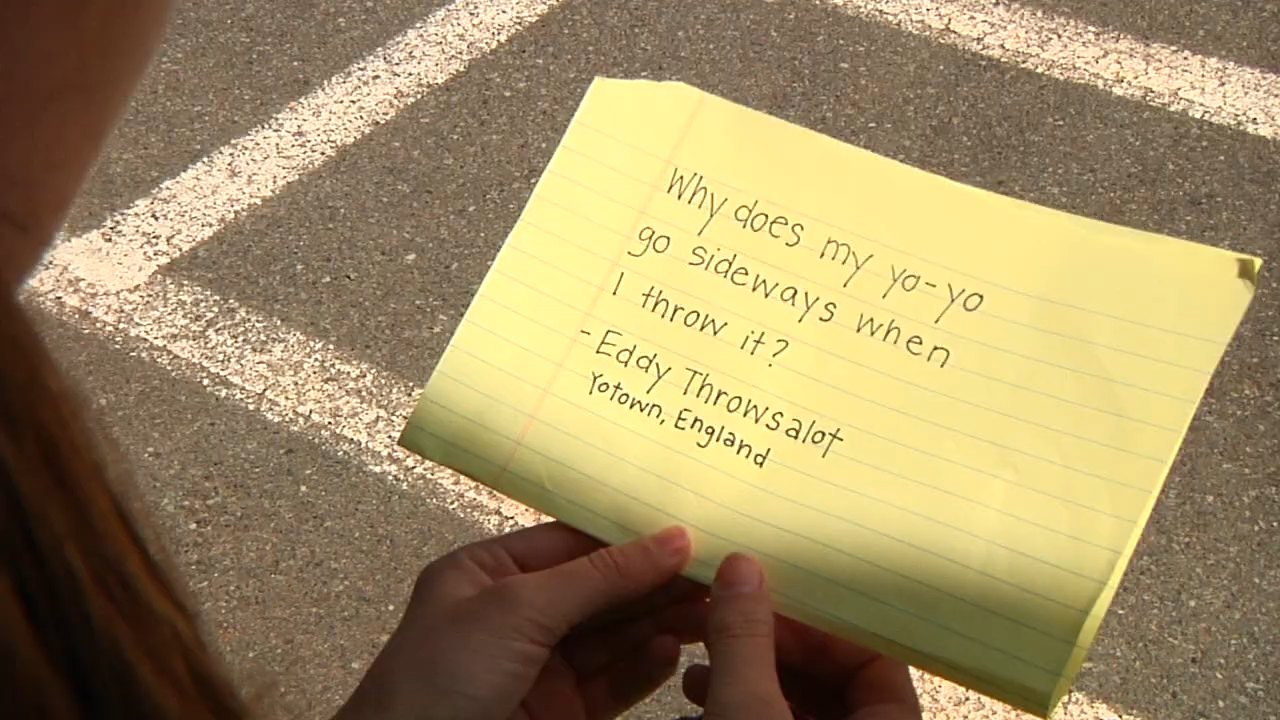 Why does my yo-yo
go sideways when
I throw it?
- Eddy Throwsalot
Yotown, England